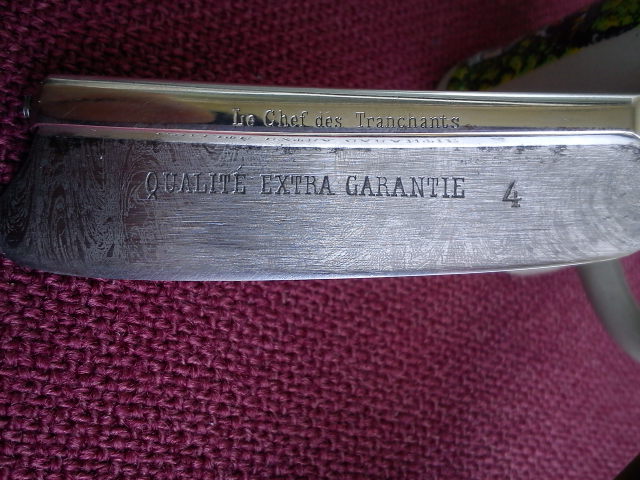 Le Chef des Tranchants
QUALITÉ EXTRA GARANTIE 4